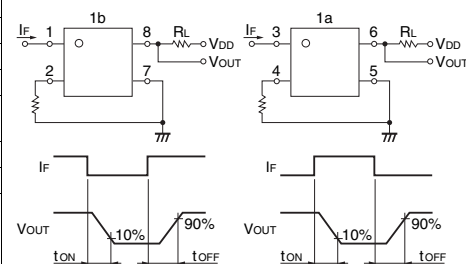 1b
IF 1 8 RL VDD
VOUT
2 7
IF
VOUT 10% 90%
tON tOFF
1a
IF 3 6 RL VDD
VOUT
4 5
IF
VOUT 10% 90%
tON tOFF